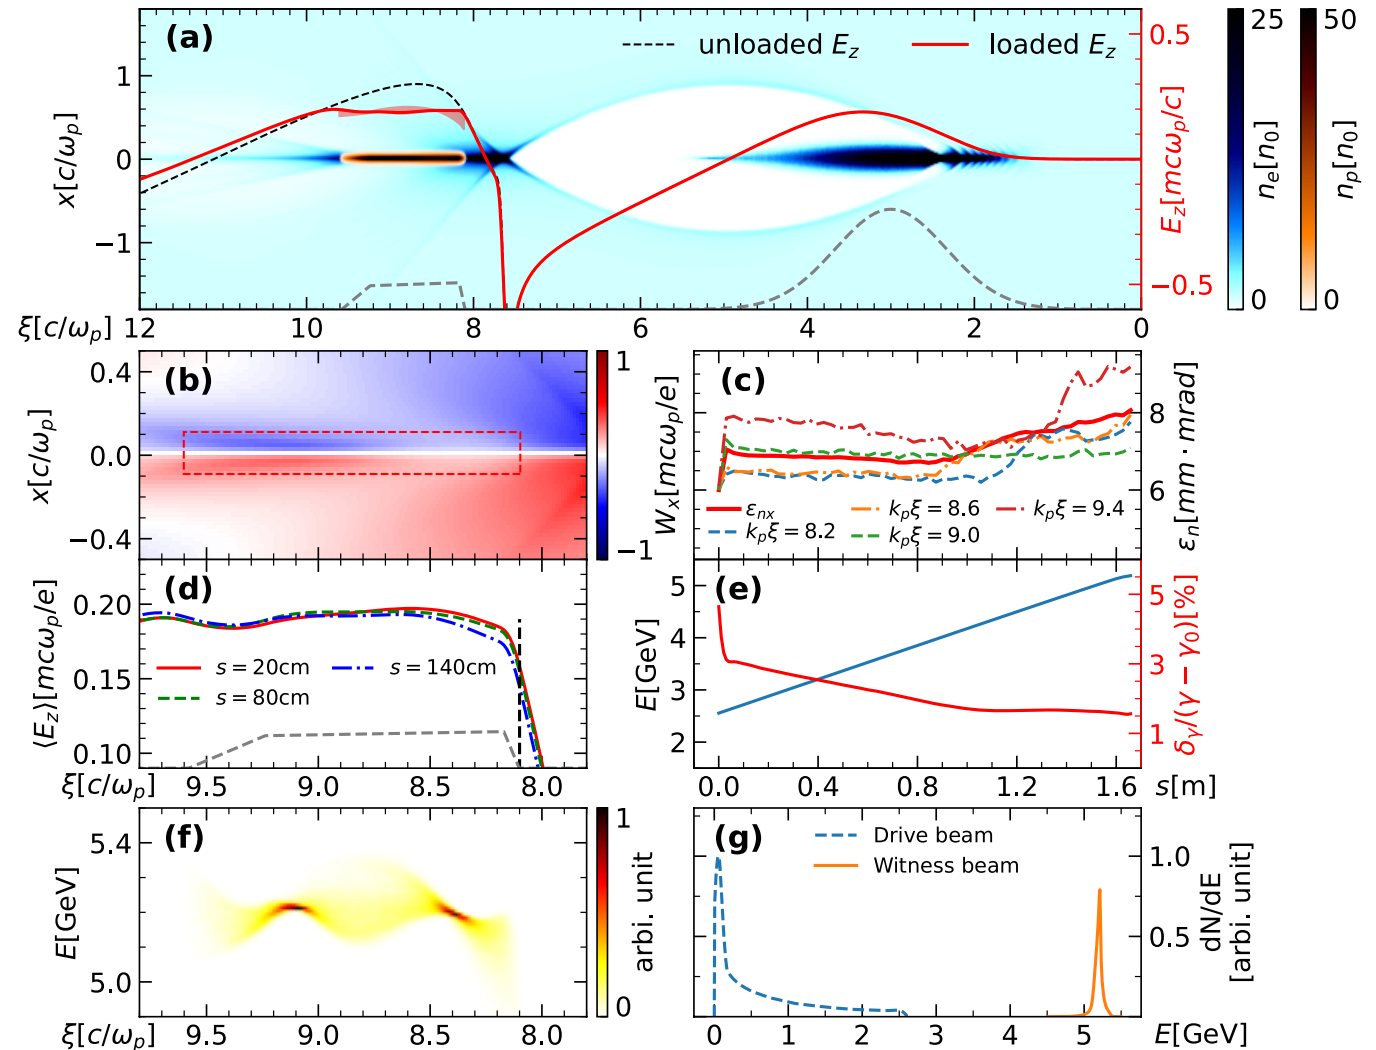 (a)
unloaded E_z
loaded E_z
x[c/ω_p]
1
0
−1
0.5
−0.5
E_z[mcω_p/c]
25
0
n_e[n_0]
50
0
n_p[n_0]
ξ[c/ω_p] 12 10 8 6 4 2 0
(b)
x[c/ω_p]
0.4
0.0
−0.4
1
−1
W_x[mcω_p/e]
(c)
8
6
ε_n[mm · mrad]
ε_nx
k_pξ = 8.2
k_pξ = 8.6
k_pξ = 9.0
k_pξ = 9.4
(d)
⟨E_z⟩[mcω_p/e]
0.20
0.15
0.10
s = 20cm
s = 80cm
s = 140cm
ξ[c/ω_p] 9.5 9.0 8.5 8.0
(e)
E[GeV]
5
4
3
2
5
3
1
δ_γ/(γ − γ_0)[%]
0.0 0.4 0.8 1.2 1.6 s[m]
(f)
E[GeV]
5.4
5.0
1
0
arbi. unit
ξ[c/ω_p] 9.5 9.0 8.5 8.0
(g)
Drive beam
Witness beam
1.0
0.5
dN/dE
[arbi. unit]
0 1 2 3 4 5 E[GeV]